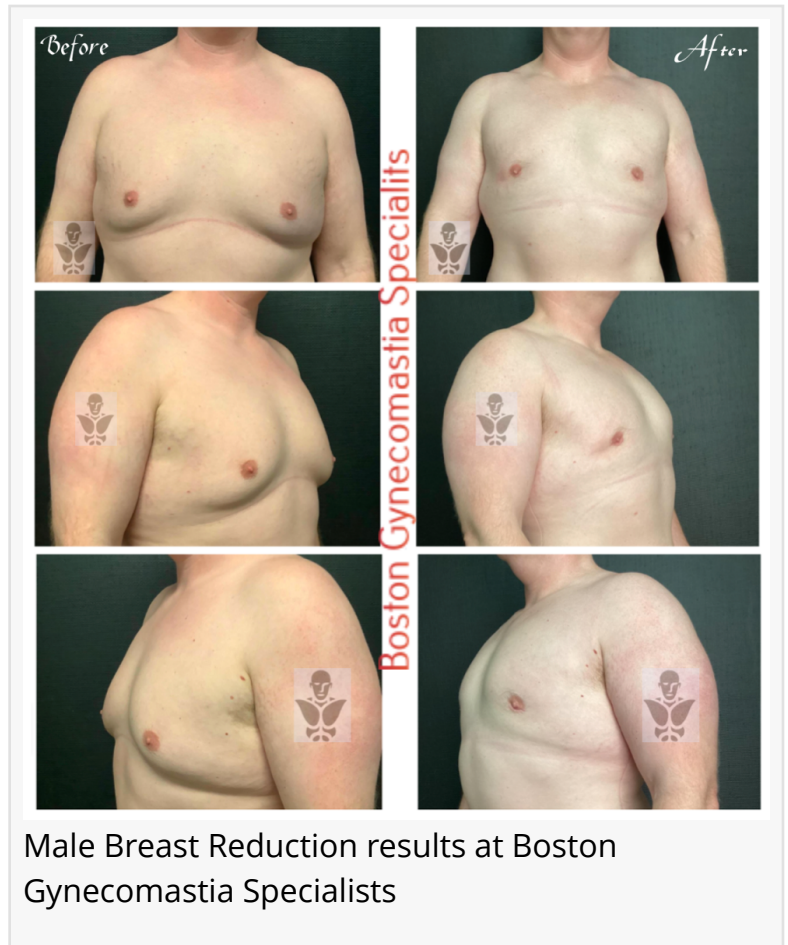 Before
After
Boston Gynecomastia Specialits
Male Breast Reduction results at Boston
Gynecomastia Specialists